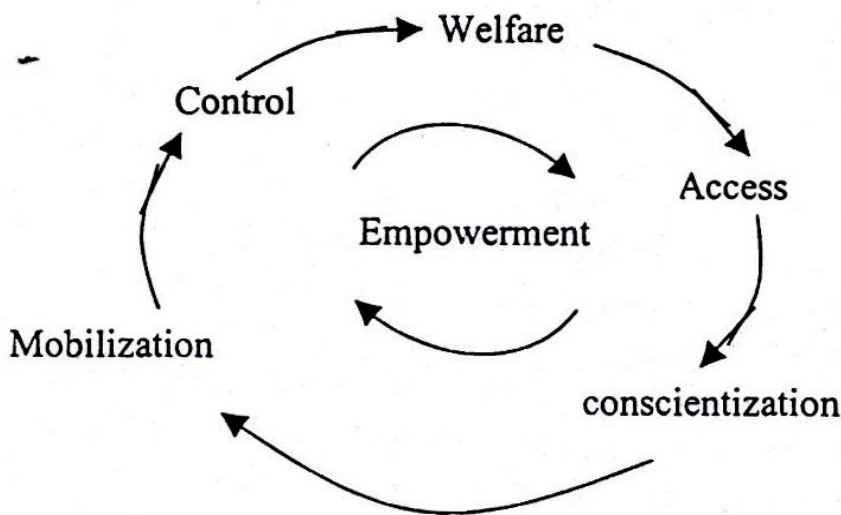 Welfare
Control
Access
Empowerment
Mobilization
conscientization